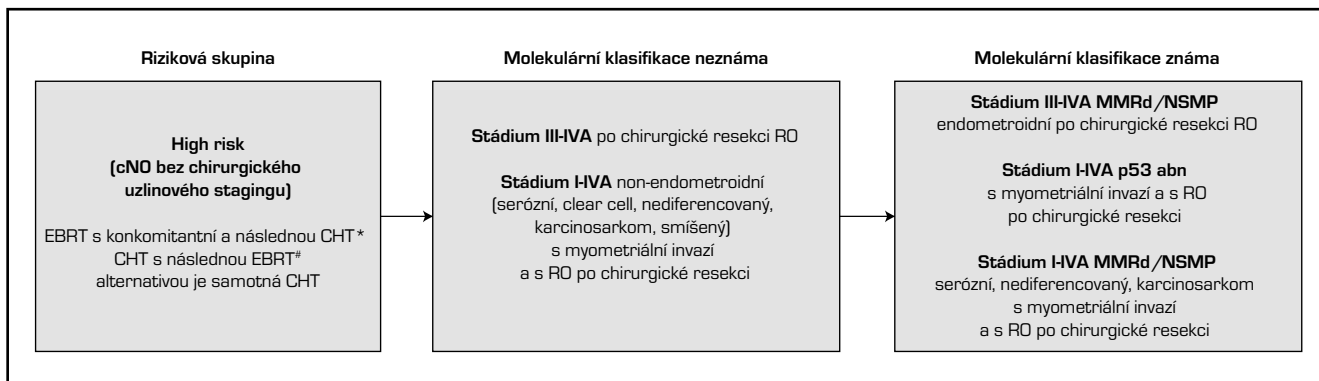 Riziková skupina
High risk
(cN0 bez chirurgického
uzlinového stagingu)
EBRT s konkomitantní a následnou CHT*
CHT s následnou EBRT#
alternativou je samotná CHT
Molekulární klasifikace neznáma
Stádium III-IVA po chirurgické resekci R0
Stádium I-IVA non-endometroidní
(serózní, clear cell, nediferencovaný,
karcinosarkom, smíšený)
s myometriální invazí
a s R0 po chirurgické resekci
Molekulární klasifikace známa
Stádium III-IVA MMRd/NSMP
endometroidní po chirurgické resekci R0
Stádium I-IVA p53 abn
s myometriální invazí a s R0
po chirurgické resekci
Stádium I-IVA MMRd/NSMP
serózní, nediferencovaný, karcinosarkom
s myometriální invazí
a s R0 po chirurgické resekci